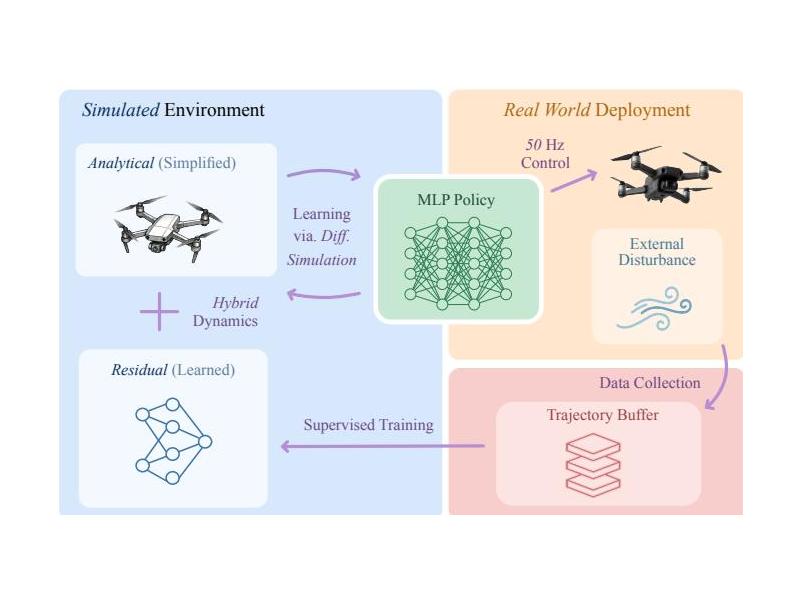 Simulated Environment
Analytical (Simplified)
Learning
via. Diff.
Simulation
Hybrid
Dynamics
Residual (Learned)
Supervised Training
MLP Policy
Real World Deployment
50 Hz
Control
External
Disturbance
Data Collection
Trajectory Buffer